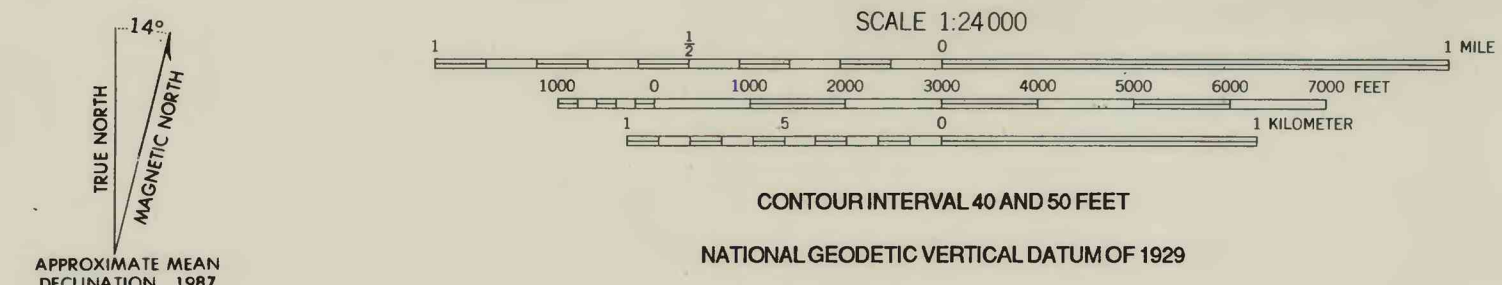 14°
TRUE NORTH
MAGNETIC NORTH
APPROXIMATE MEAN
DECLINATION, 1987
SCALE 1:24 000
1 1/2 0 1 MILE
1000 0 1000 2000 3000 4000 5000 6000 7000 FEET
1 .5 0 1 KILOMETER
CONTOUR INTERVAL 40 AND 50 FEET
NATIONAL GEODETIC VERTICAL DATUM OF 1929